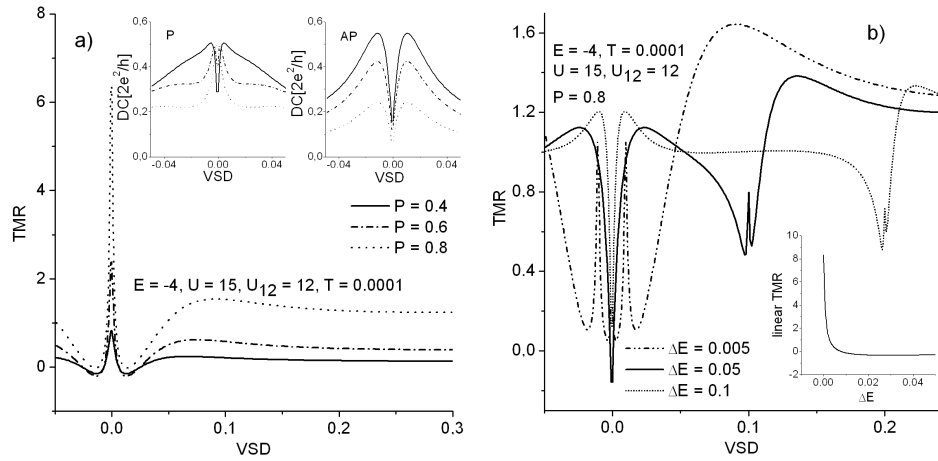 a)
P
AP
DC[2e²/h]
0,6
0,4
0,2
0,0
-0.04 0.00 0.04
VSD
DC[2e²/h]
0,6
0,4
0,2
0,0
-0.04 0.00 0.04
VSD
P = 0.4
P = 0.6
P = 0.8
E = -4, U = 15, U₁₂ = 12, T = 0.0001
TMR
8
6
4
2
0
0.0 0.1 0.2 0.3
VSD
b)
E = -4, T = 0.0001
U = 15, U₁₂ = 12
P = 0.8
TMR
1.6
1.2
0.8
0.4
0.0
ΔE = 0.005
ΔE = 0.05
ΔE = 0.1
linear TMR
10
8
6
4
2
0
-2
0.00 0.02 0.04
ΔE
0.0 0.1 0.2
VSD